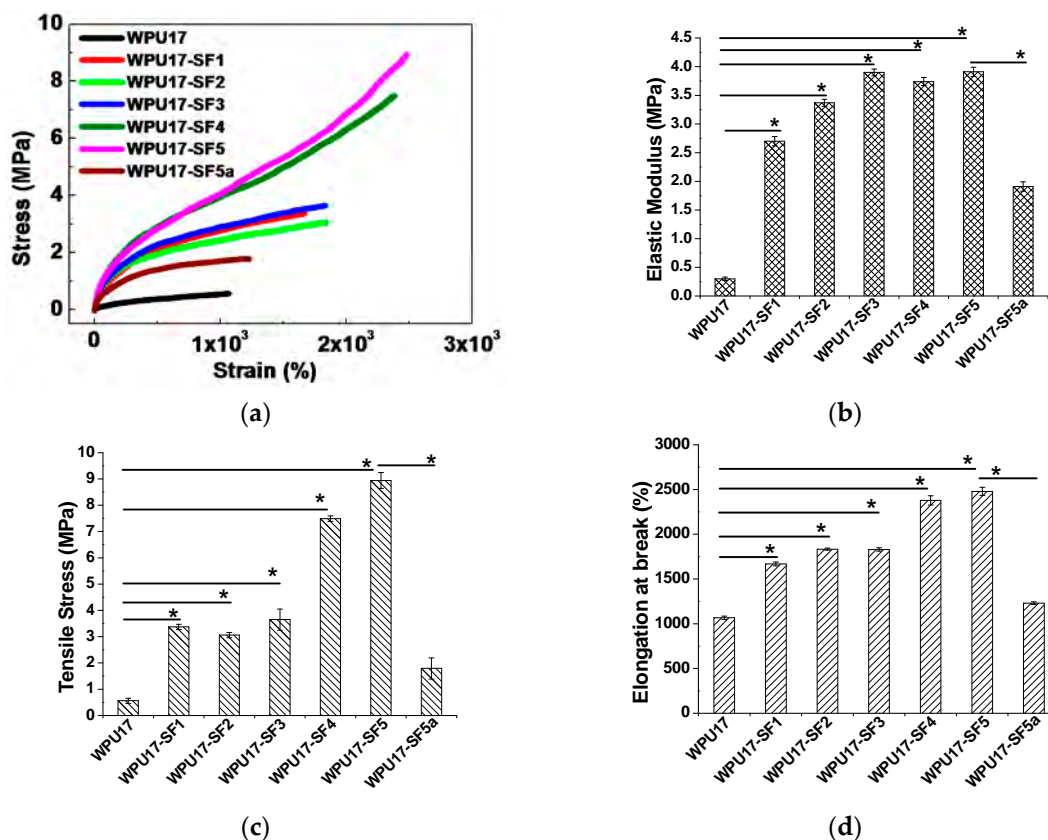 10
8
6
4
2
0
Stress (MPa)
WPU17
WPU17-SF1
WPU17-SF2
WPU17-SF3
WPU17-SF4
WPU17-SF5
WPU17-SF5a
0
1x10³
2x10³
3x10³
Strain (%)
(a)
4.5
4.0
3.5
3.0
2.5
2.0
1.5
1.0
0.5
0.0
Elastic Modulus (MPa)
*
*
*
*
*
*
WPU17
WPU17-SF1
WPU17-SF2
WPU17-SF3
WPU17-SF4
WPU17-SF5
WPU17-SF5a
(b)
10
9
8
7
6
5
4
3
2
1
0
Tensile Stress (MPa)
*
*
*
*
*
*
WPU17
WPU17-SF1
WPU17-SF2
WPU17-SF3
WPU17-SF4
WPU17-SF5
WPU17-SF5a
(c)
3000
2500
2000
1500
1000
500
0
Elongation at break (%)
*
*
*
*
*
*
WPU17
WPU17-SF1
WPU17-SF2
WPU17-SF3
WPU17-SF4
WPU17-SF5
WPU17-SF5a
(d)